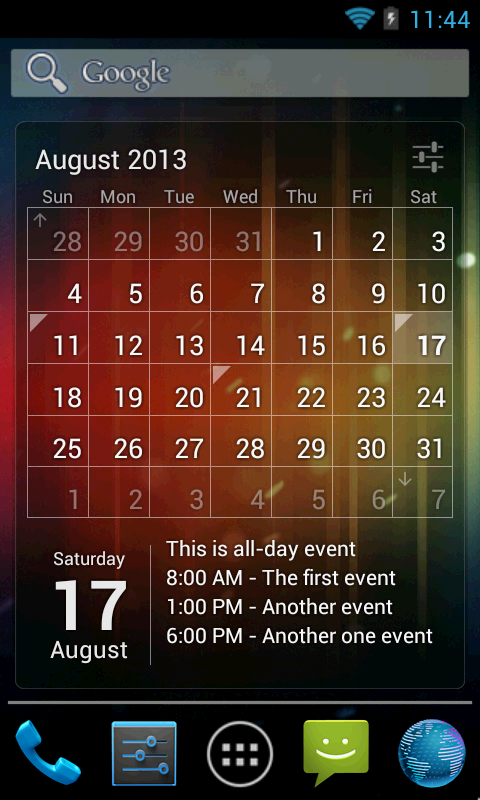 11:44
Google
August 2013
Sun Mon Tue Wed Thu Fri Sat
28 29 30 31 1 2 3
4 5 6 7 8 9 10
11 12 13 14 15 16 17
18 19 20 21 22 23 24
25 26 27 28 29 30 31
1 2 3 4 5 6 7
Saturday
17
August
This is all-day event
8:00 AM - The first event
1:00 PM - Another event
6:00 PM - Another one event